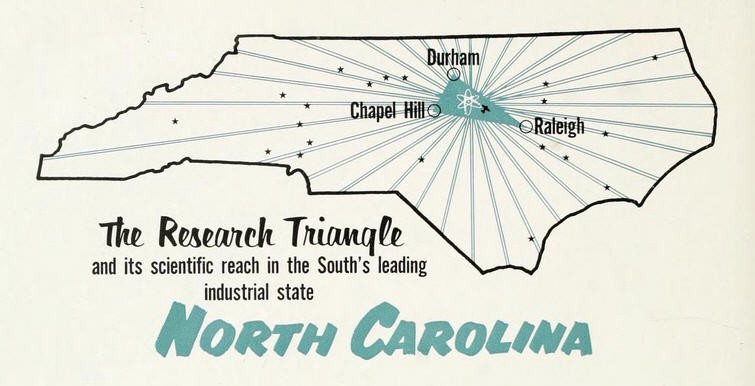 Durham
Chapel Hill
Raleigh
The Research Triangle
and its scientific reach in the South's leading
industrial state
NORTH CAROLINA